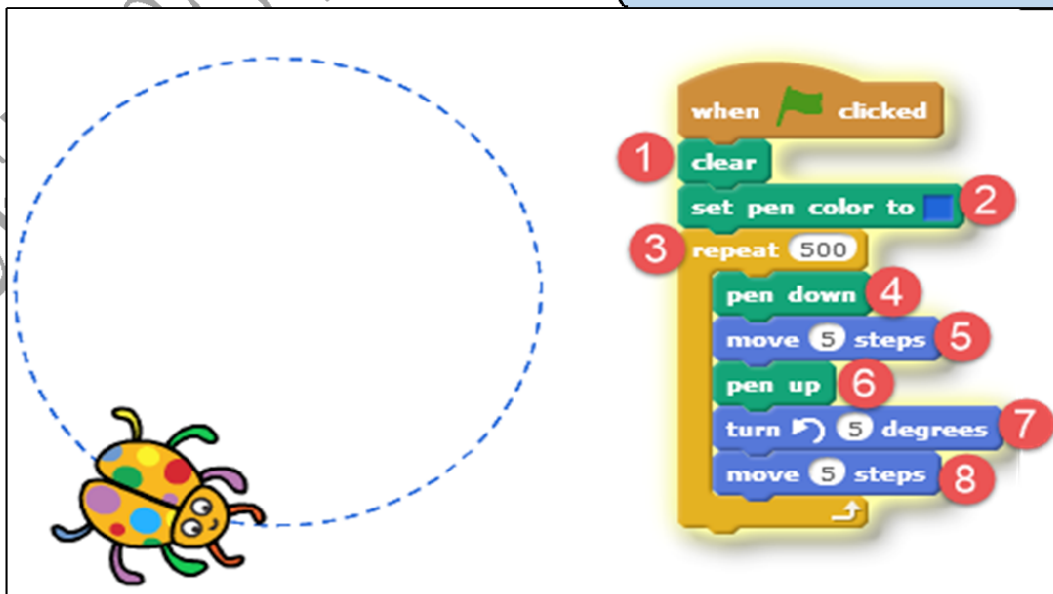 when clicked
1 clear
set pen color to 2
3 repeat 500
pen down 4
move 5 steps 5
pen up 6
turn 5 degrees 7
move 5 steps 8